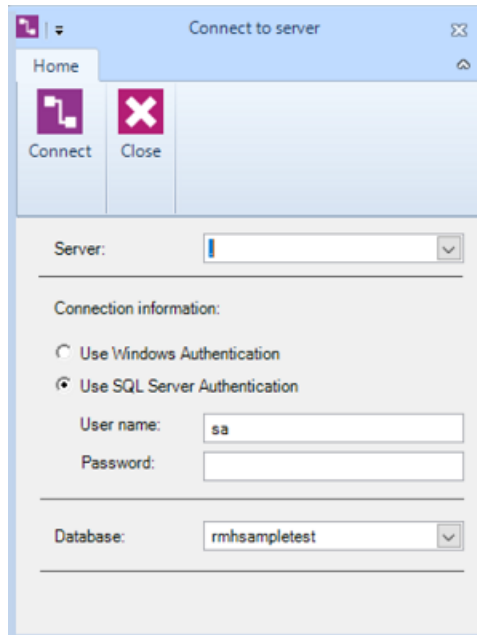 Connect to server
Home
Connect Close
Server: .
Connection information:
Use Windows Authentication
Use SQL Server Authentication
User name: sa
Password:
Database: rmhsampletest